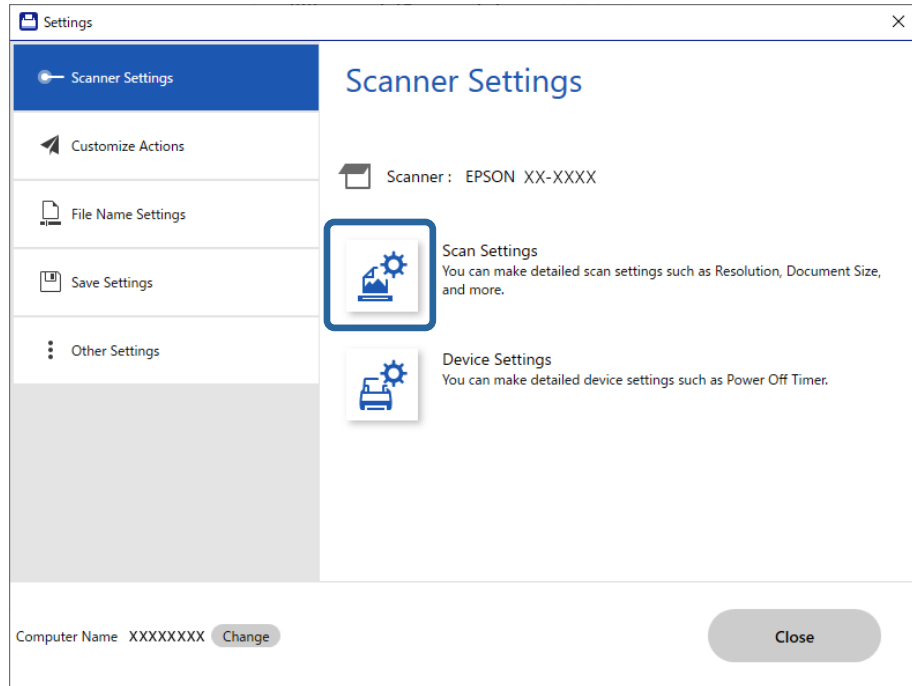 Settings
Scanner Settings
Customize Actions
File Name Settings
Save Settings
Other Settings
Scanner Settings
Scanner : EPSON XX-XXXX
Scan Settings
You can make detailed scan settings such as Resolution, Document Size,
and more.
Device Settings
You can make detailed device settings such as Power Off Timer.
Computer Name XXXXXXXX Change
Close